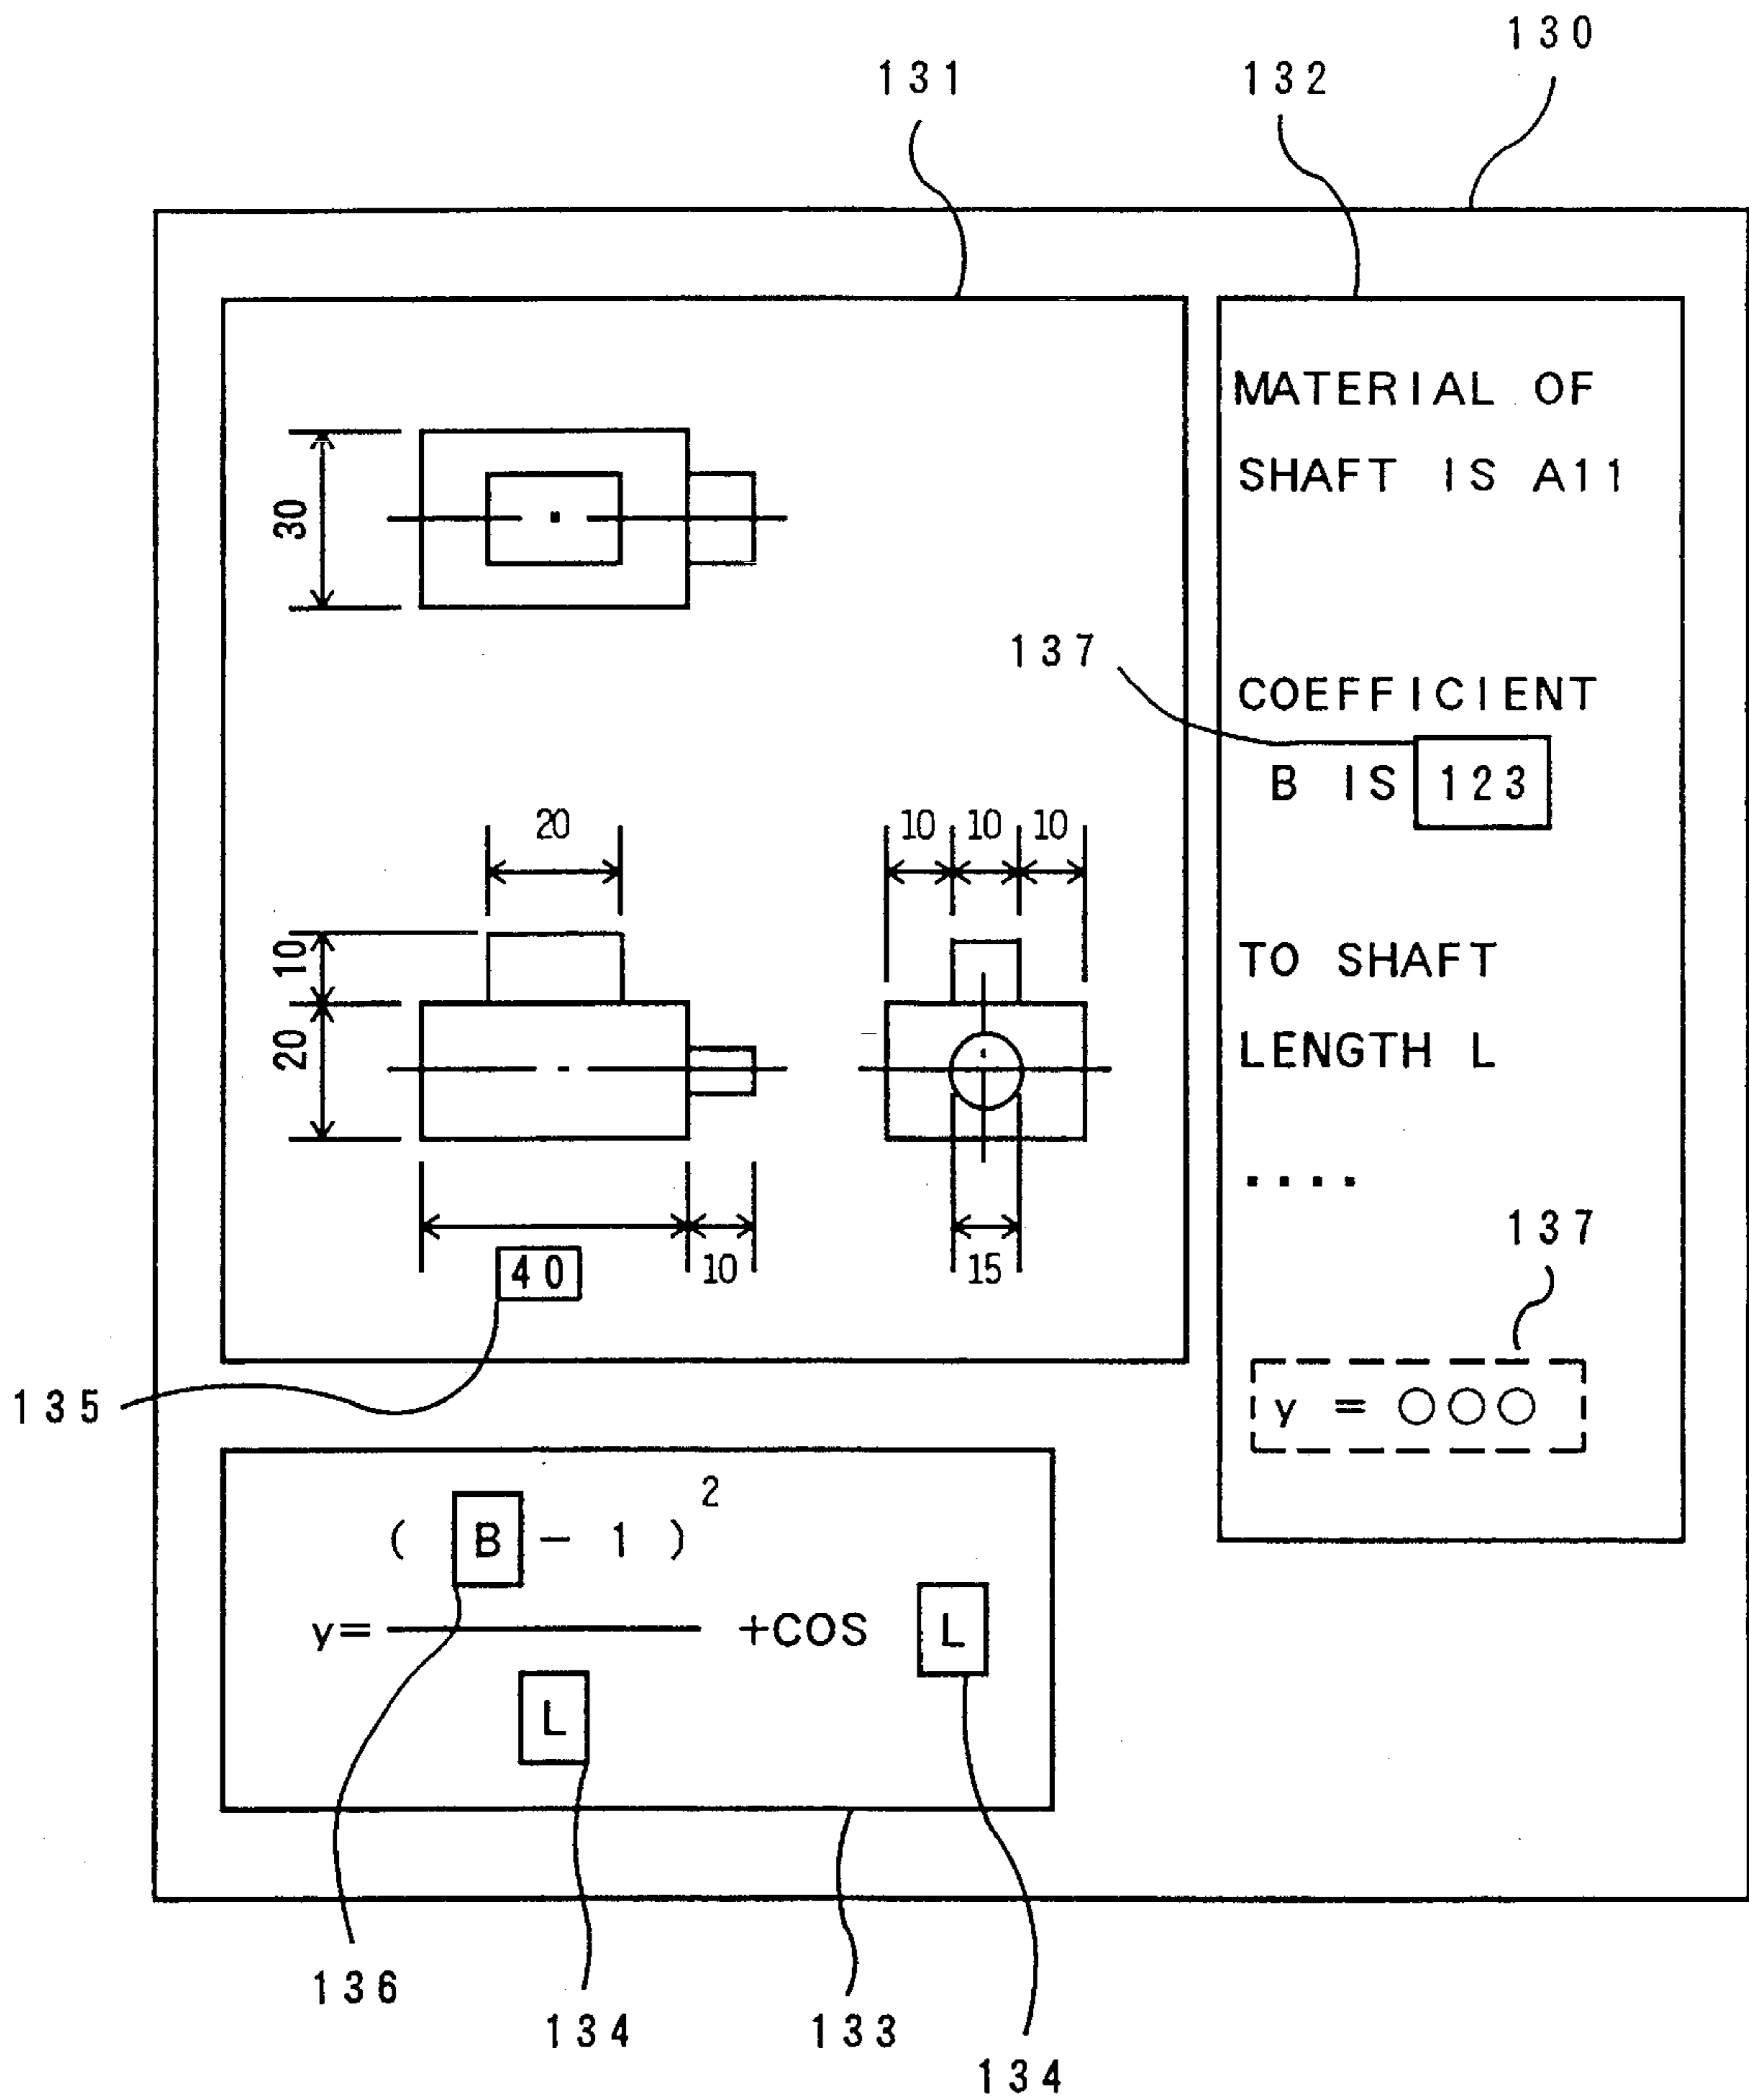 130
131
132
MATERIAL OF
SHAFT IS A11
30
137
COEFFICIENT
B IS 123
20
10 10 10
10
TO SHAFT
20
LENGTH L
....
137
40
10
15
135
y = ○○○
( B - 1 )²
y= +COS L
L
136
134
133
134